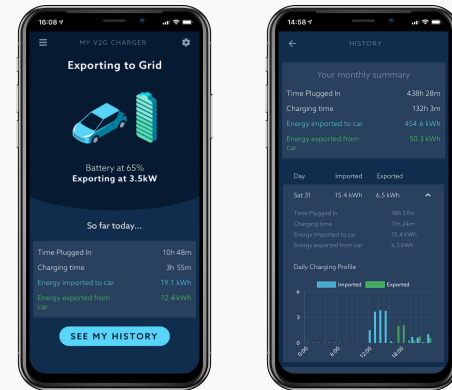 16:08
MY V2G CHARGER
Exporting to Grid
Battery at 65%
Exporting at 3.5kW
So far today...
Time Plugged In 10h 48m
Charging time 3h 55m
Energy imported to car 19.1 kWh
Energy exported from car 12.4 kWh
SEE MY HISTORY
14:58
HISTORY
Your monthly summary
Time Plugged In 438h 28m
Charging time 132h 3m
Energy imported to car 454.6 kWh
Energy exported from car 50.3 kWh
Day Imported Exported
Sat 31 15.4 kWh 6.5 kWh
Time Plugged In 18h 57m
Charging time 11h 24m
Energy imported to car 15.4 kWh
Energy exported from car 6.5 kWh
Daily Charging Profile
Imported Exported
6
3
0
0:00 6:00 12:00 18:00